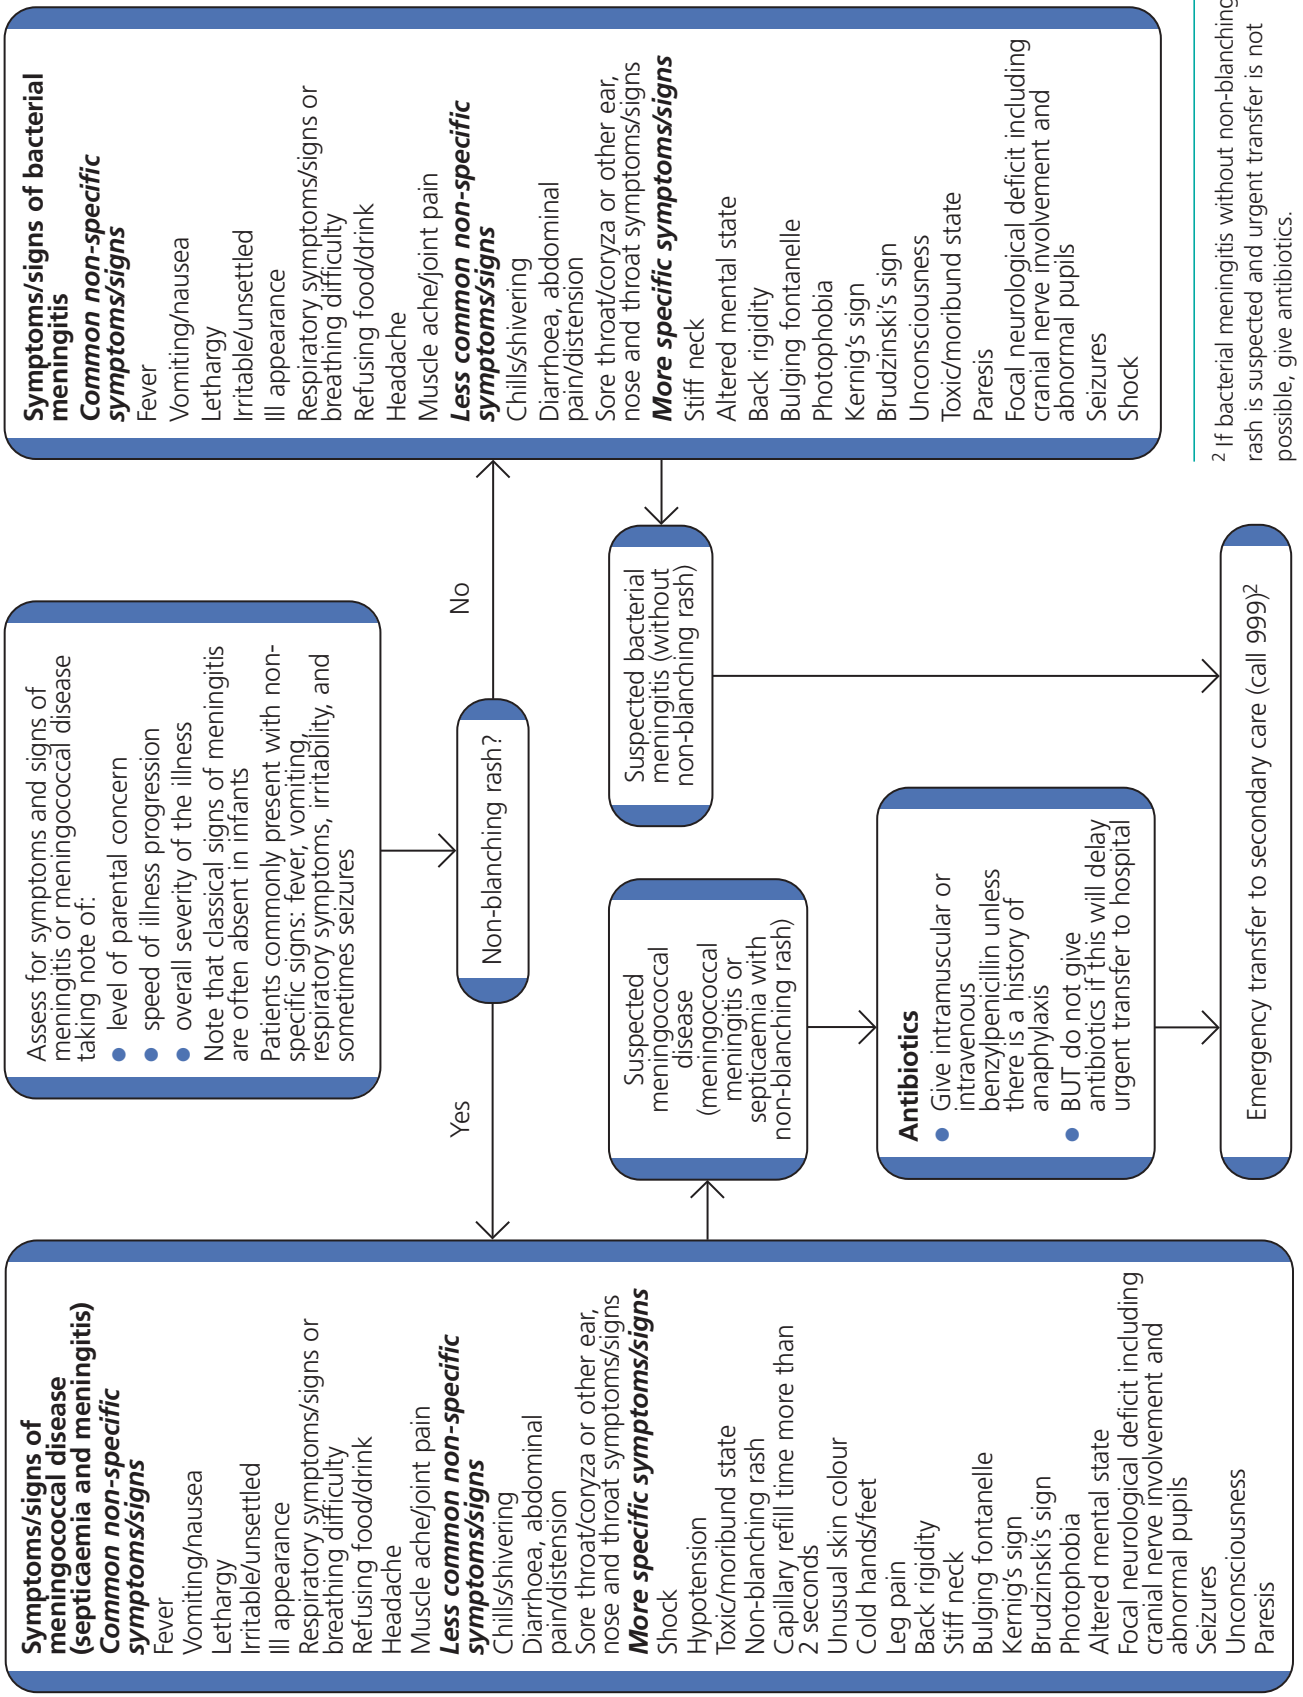 Assess for symptoms and signs of
meningitis or meningococcal disease
taking note of:
● level of parental concern
● speed of illness progression
● overall severity of the illness
Note that classical signs of meningitis
are often absent in infants
Patients commonly present with non-
specific signs: fever, vomiting,
respiratory symptoms, irritability, and
sometimes seizures
Non-blanching rash?
Yes
No
Symptoms/signs of
meningococcal disease
(septicaemia and meningitis)
Common non-specific
symptoms/signs
Fever
Vomiting/nausea
Lethargy
Irritable/unsettled
Ill appearance
Respiratory symptoms/signs or
breathing difficulty
Refusing food/drink
Headache
Muscle ache/joint pain
Less common non-specific
symptoms/signs
Chills/shivering
Diarrhoea, abdominal
pain/distension
Sore throat/coryza or other ear,
nose and throat symptoms/signs
More specific symptoms/signs
Shock
Hypotension
Toxic/moribund state
Non-blanching rash
Capillary refill time more than
2 seconds
Unusual skin colour
Cold hands/feet
Leg pain
Back rigidity
Stiff neck
Bulging fontanelle
Kernig's sign
Brudzinski's sign
Photophobia
Altered mental state
Focal neurological deficit including
cranial nerve involvement and
abnormal pupils
Seizures
Unconsciousness
Paresis
Suspected
meningococcal
disease
(meningococcal
meningitis or
septicaemia with
non-blanching rash)
Antibiotics
● Give intramuscular or
intravenous
benzylpenicillin unless
there is a history of
anaphylaxis
● BUT do not give
antibiotics if this will delay
urgent transfer to hospital
Symptoms/signs of bacterial
meningitis
Common non-specific
symptoms/signs
Fever
Vomiting/nausea
Lethargy
Irritable/unsettled
Ill appearance
Respiratory symptoms/signs or
breathing difficulty
Refusing food/drink
Headache
Muscle ache/joint pain
Less common non-specific
symptoms/signs
Chills/shivering
Diarrhoea, abdominal
pain/distension
Sore throat/coryza or other ear,
nose and throat symptoms/signs
More specific symptoms/signs
Stiff neck
Altered mental state
Back rigidity
Bulging fontanelle
Photophobia
Kernig's sign
Brudzinski's sign
Unconsciousness
Toxic/moribund state
Paresis
Focal neurological deficit including
cranial nerve involvement and
abnormal pupils
Seizures
Shock
Suspected bacterial
meningitis (without
non-blanching rash)
Emergency transfer to secondary care (call 999)²
² If bacterial meningitis without non-blanching
rash is suspected and urgent transfer is not
possible, give antibiotics.